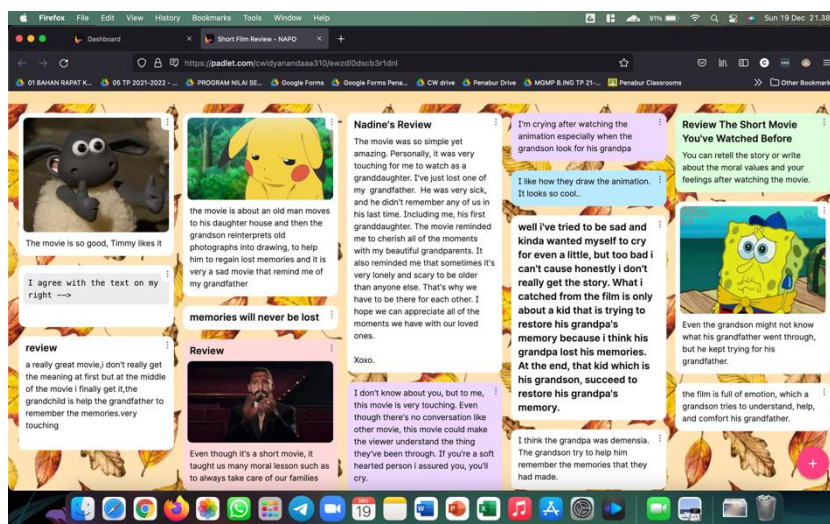 Firefox File Edit View History Bookmarks Tools Window Help
91%
Sun 19 Dec 21.38
Dashboard
Short Film Review - NAPO
https://padlet.com/cwidyanandaaa310/ewzdl0dscb3r1dnl
01 BAHAN RAPAT K...
05 TP 2021-2022 - ...
PROGRAM NILAI SE...
Google Forms
Google Forms Pena...
CW drive
Penabur Drive
MGMP B.ING TP 21-...
Penabur Classrooms
Other Bookmark
The movie is so good, Timmy likes it
I agree with the text on my
right -->
review
a really great movie,i don't really get
the meaning at first but at the middle
of the movie i finally get it,the
grandchild is help the grandfather to
remember the memories.very
touching
the movie is about an old man moves
to his daughter house and then the
grandson reinterprets old
photographs into drawing, to help
him to regain lost memories and it is
very a sad movie that remind me of
my grandfather
memories will never be lost
Review
Even though it's a short movie, it
taught us many moral lesson such as
to always take care of our families
Nadine's Review
The movie was so simple yet
amazing. Personally, it was very
touching for me to watch as a
granddaughter. I've just lost one of
my grandfather. He was very sick,
and he didn't remember any of us in
his last time. Including me, his first
granddaughter. The movie reminded
me to cherish all of the moments
with my beautiful grandparents. It
also reminded me that sometimes it's
very lonely and scary to be older
than anyone else. That's why we
have to be there for each other. I
hope we can appreciate all of the
moments we have with our loved
ones.
Xoxo.
I don't know about you, but to me,
this movie is very touching. Even
though there's no conversation like
other movie, this movie could make
the viewer understand the thing
they've been through. If you're a soft
hearted person i assured you, you'll
cry.
I'm crying after watching the
animation especially when the
grandson look for his grandpa
I like how they draw the animation.
It looks so cool..
well i've tried to be sad and
kinda wanted myself to cry
for even a little, but too bad i
can't cause honestly i don't
really get the story. What i
catched from the film is only
about a kid that is trying to
restore his grandpa's
memory because i think his
grandpa lost his memories.
At the end, that kid which is
his grandson, succeed to
restore his grandpa's
memory.
I think the grandpa was demensia.
The grandson try to help him
remember the memories that they
had made.
Review The Short Movie
You've Watched Before
You can retell the story or write
about the moral values and your
feelings after watching the movie.
Even the grandson might not know
what his grandfather went through,
but he kept trying for his
grandfather.
the film is full of emotion, which a
grandson tries to understand, help,
and comfort his grandfather.
DEC
19